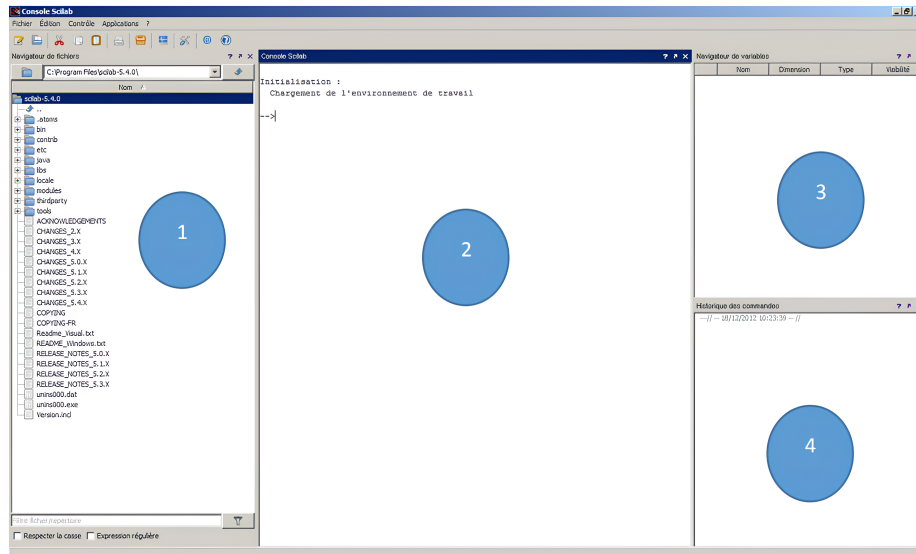 Console Scilab
Fichier Édition Contrôle Applications ?
Navigateur de fichiers
C:\Program Files\scilab-5.4.0\
Nom
scilab-5.4.0
..
.atoms
bin
contrib
etc
java
libs
locale
modules
thirdparty
tools
ACKNOWLEDGEMENTS
CHANGES_2.X
CHANGES_3.X
CHANGES_4.X
CHANGES_5.0.X
CHANGES_5.1.X
CHANGES_5.2.X
CHANGES_5.3.X
CHANGES_5.4.X
COPYING
COPYING-FR
Readme_Visual.txt
README_Windows.txt
RELEASE_NOTES_5.0.X
RELEASE_NOTES_5.1.X
RELEASE_NOTES_5.2.X
RELEASE_NOTES_5.3.X
unins000.dat
unins000.exe
Version.incl
Filtre fichier/répertoire
Respecter la casse Expression régulière
1
Console Scilab
Initialisation :
Chargement de l'environnement de travail
-->
2
Navigateur de variables
Nom Dimension Type Visibilité
3
Historique des commandes
// -- 18/12/2012 10:23:39 -- //
4